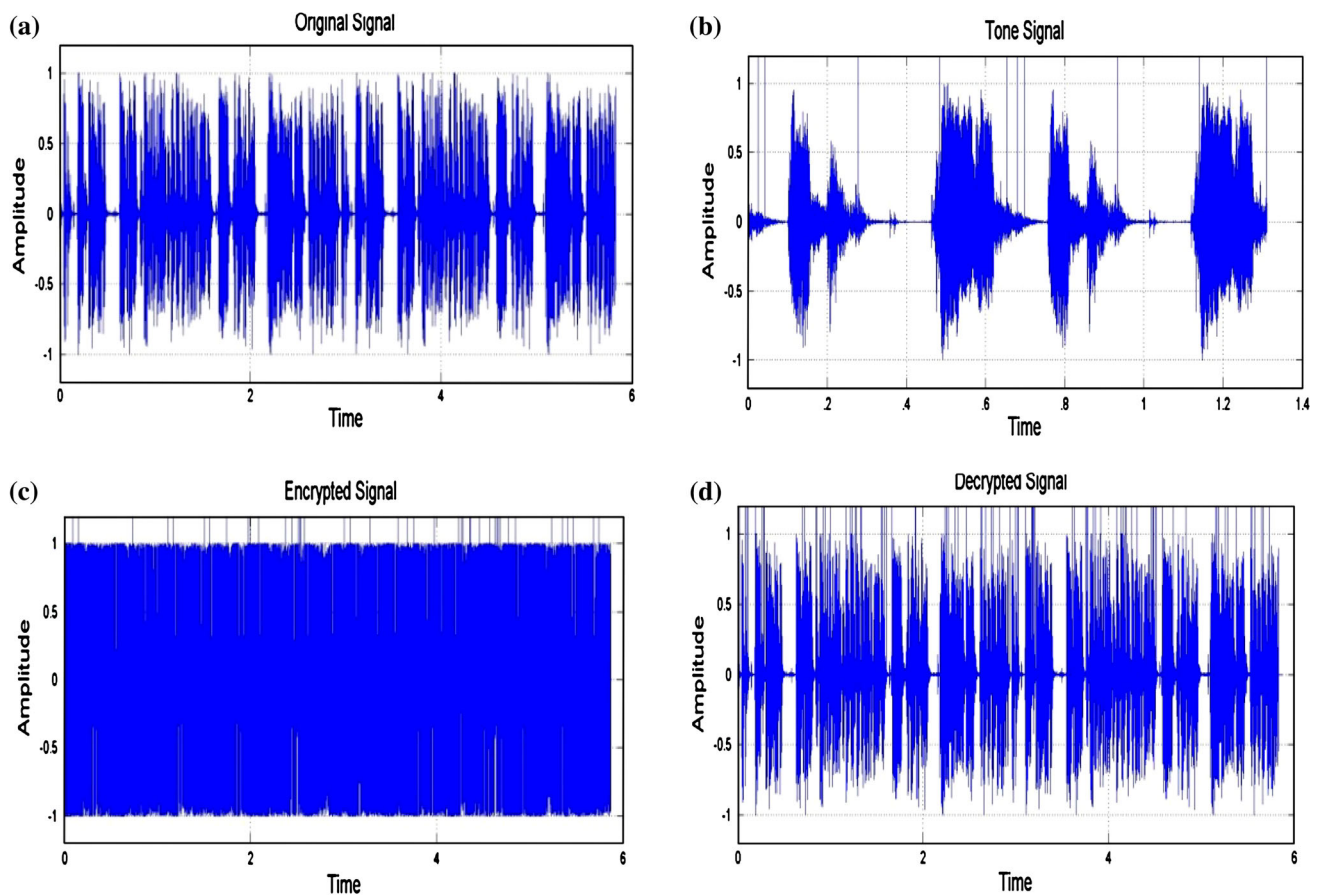 (a)
Original Signal
1
0.5
0
-0.5
-1
Amplitude
0
2
4
6
Time
(b)
Tone Signal
1
0.5
0
-0.5
-1
Amplitude
0
.2
.4
.6
.8
1
1.2
1.4
Time
(c)
Encrypted Signal
1
0.5
0
-0.5
-1
Amplitude
0
2
4
6
Time
(d)
Decrypted Signal
1
0.5
0
-0.5
-1
Amplitude
0
2
4
6
Time